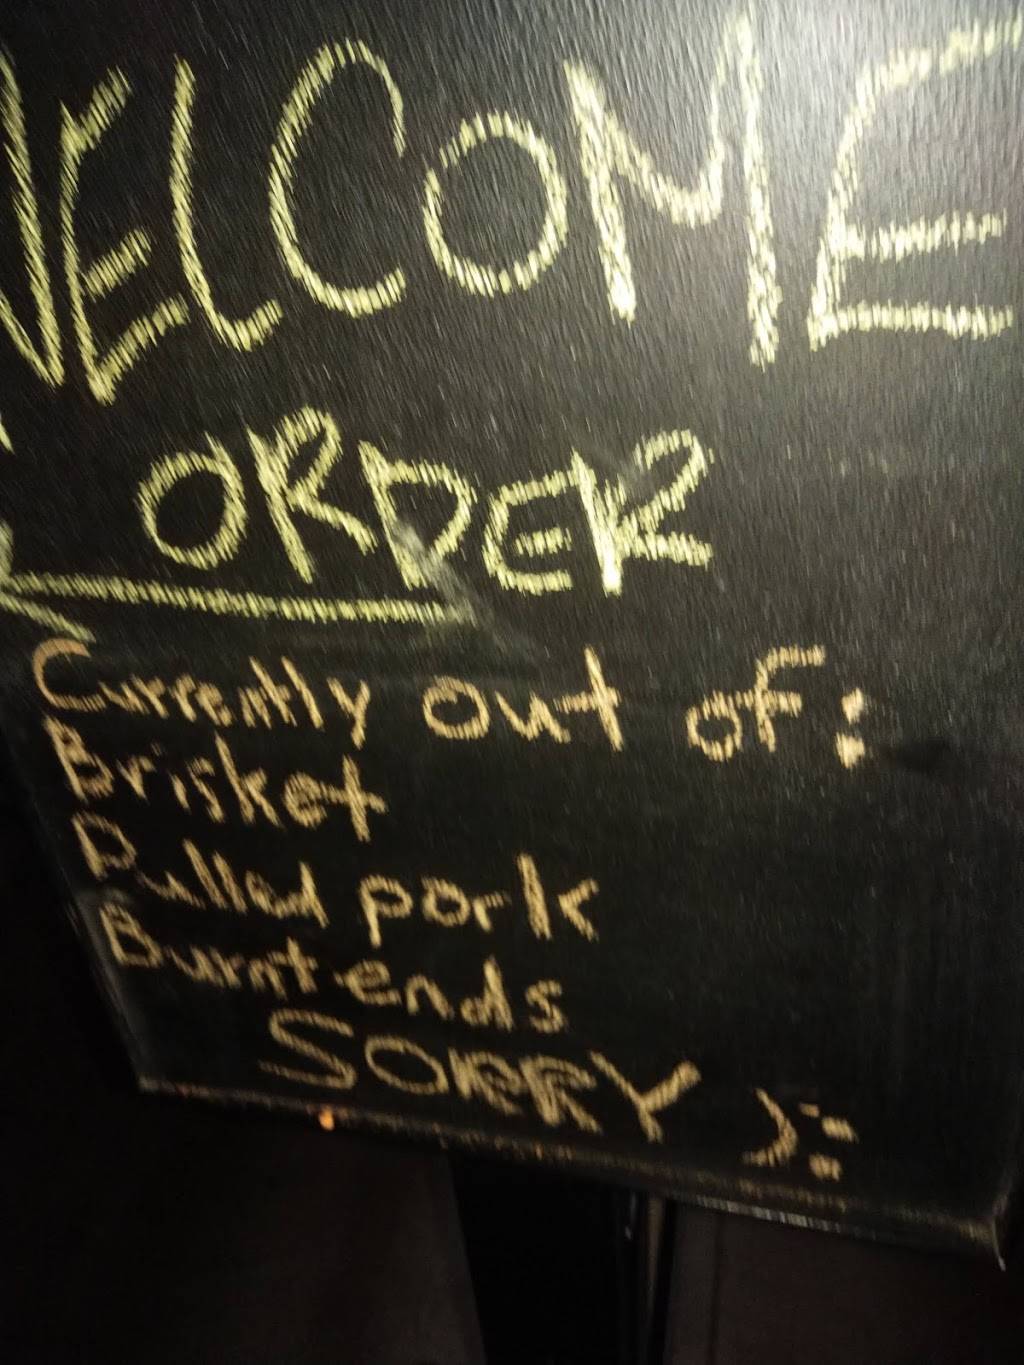 WELCOME
ORDER
Currently out of:
Brisket
Pulled pork
Burnt ends
SORRY ):